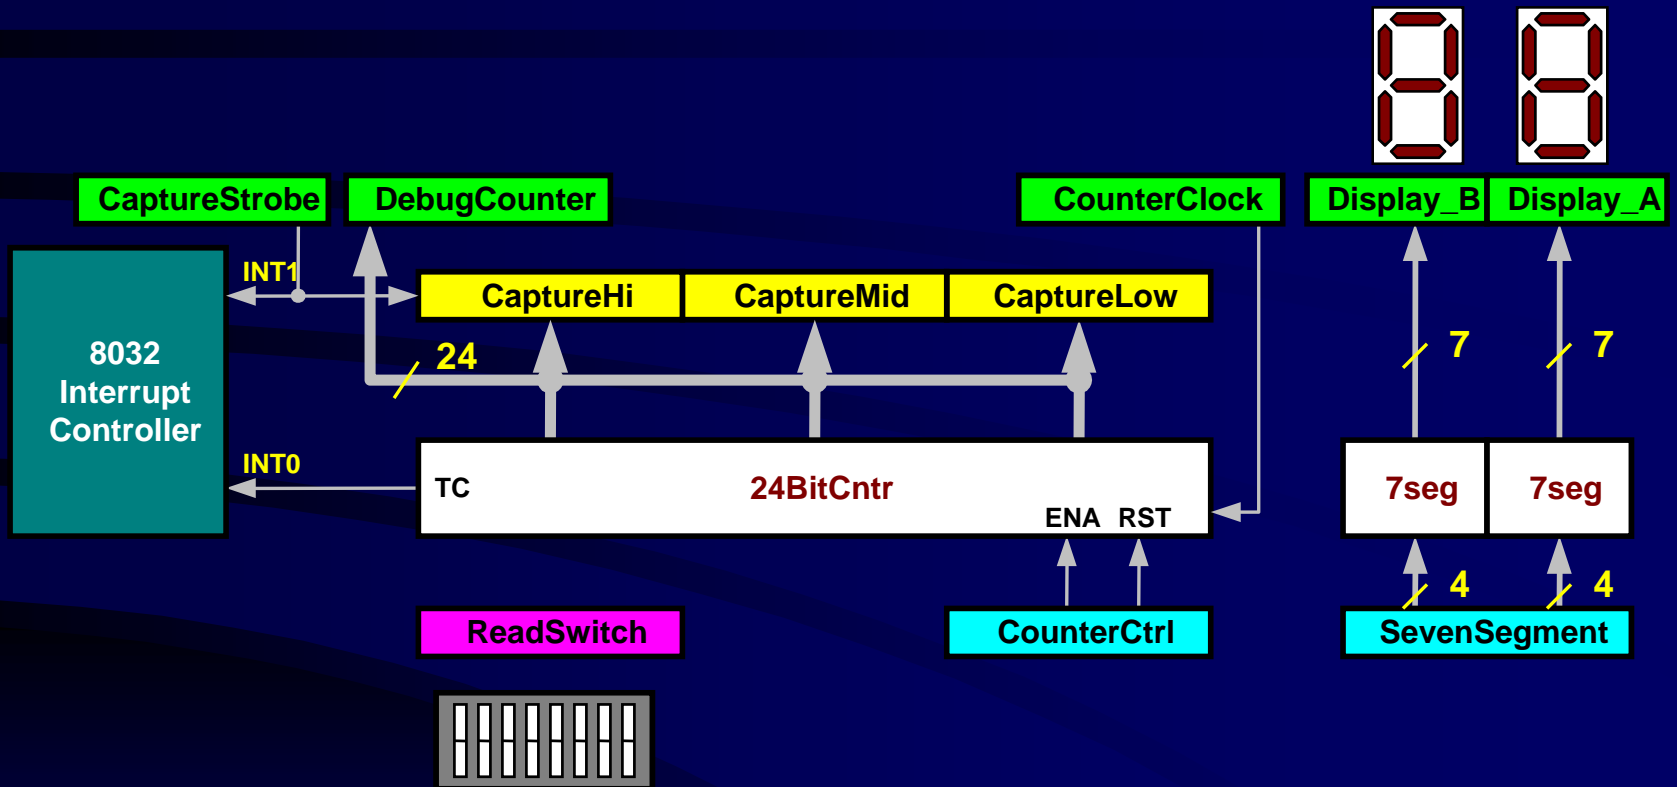 CaptureStrobe
DebugCounter
CounterClock
Display_B
Display_A
INT1
CaptureHi
CaptureMid
CaptureLow
8032
Interrupt
Controller
24
7
7
INT0
TC
24BitCntr
ENA
RST
7seg
7seg
4
4
ReadSwitch
CounterCtrl
SevenSegment